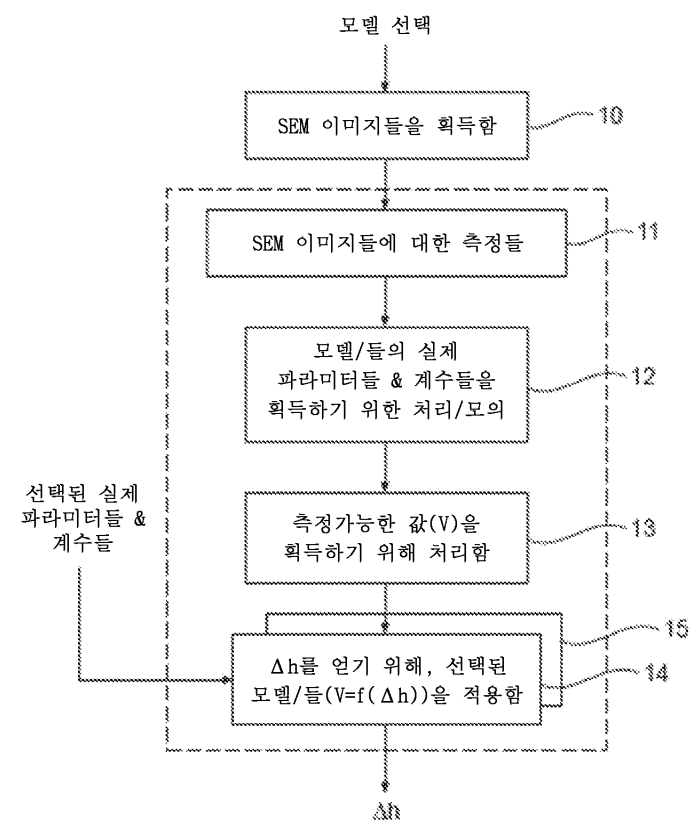 모델 선택
SEM 이미지들을 획득함
10
SEM 이미지들에 대한 측정들
11
모델/들의 실제
파라미터들 & 계수들을
획득하기 위한 처리/모의
12
선택된 실제
파라미터들 &
계수들
측정가능한 값(V)을
획득하기 위해 처리함
13
15
Δh를 얻기 위해, 선택된
모델/들(V=f(Δh))을 적용함
14
Δh